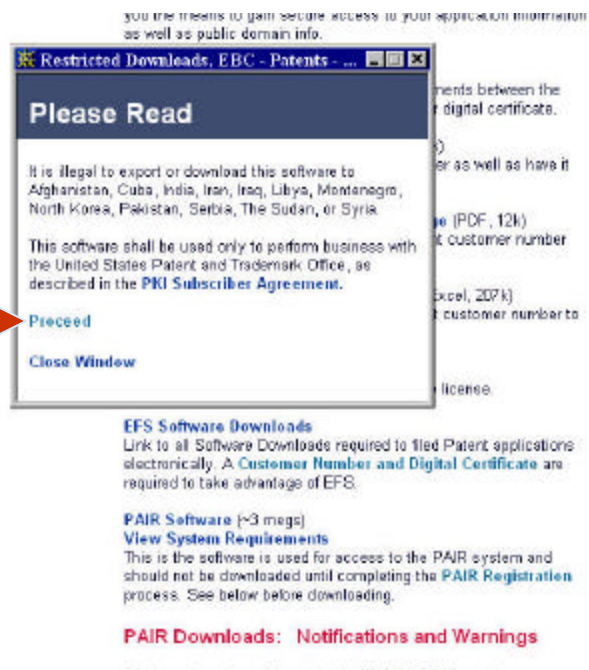 you the means to gain secure access to your application information
as well as public domain info.
Restricted Downloads, EBC - Patents - ...
Please Read
It is illegal to export or download this software to
Afghanistan, Cuba, India, Iran, Iraq, Libya, Montenegro,
North Korea, Pakistan, Serbia, The Sudan, or Syria.
This software shall be used only to perform business with
the United States Patent and Trademark Office, as
described in the PKI Subscriber Agreement.
Proceed
Close Window
ments between the
digital certificate.
er as well as have it
(PDF, 12k)
customer number
Excel, 207k)
customer number to
license.
EFS Software Downloads
Link to all Software Downloads required to filed Patent applications
electronically. A Customer Number and Digital Certificate are
required to take advantage of EFS.
PAIR Software (~3 megs)
View System Requirements
This is the software is used for access to the PAIR system and
should not be downloaded until completing the PAIR Registration
process. See below before downloading.
PAIR Downloads: Notifications and Warnings